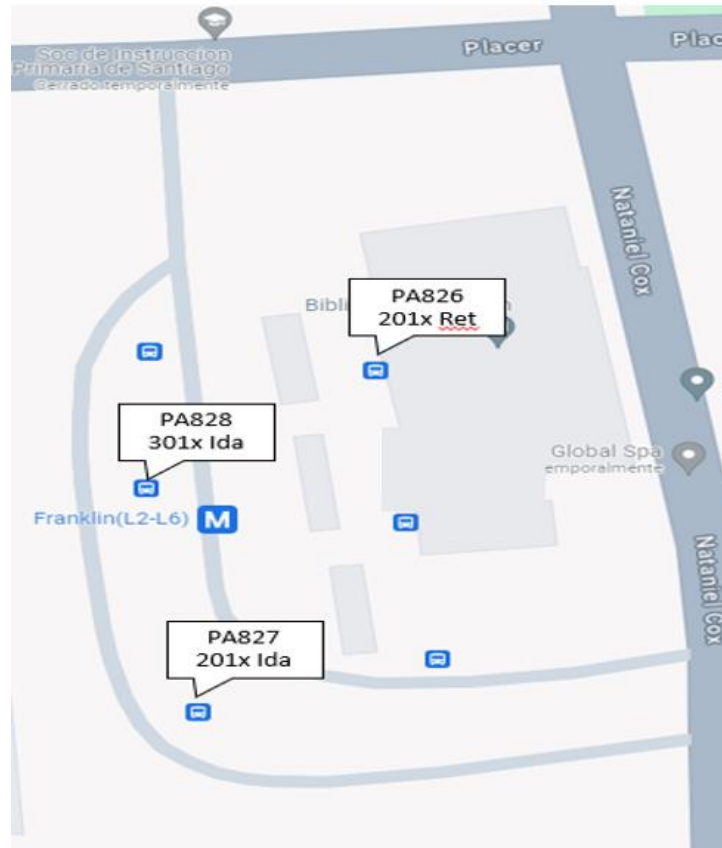 Soc de Instruccion
Primaria de Santiago
Cerrado temporalmente
Placer
Plac
Nataniel Cox
PA826
201x Ret
Bibli
n
PA828
301x Ida
Global Spa
emporalmente
Franklin(L2-L6)
M
Nataniel Cox
PA827
201x Ida